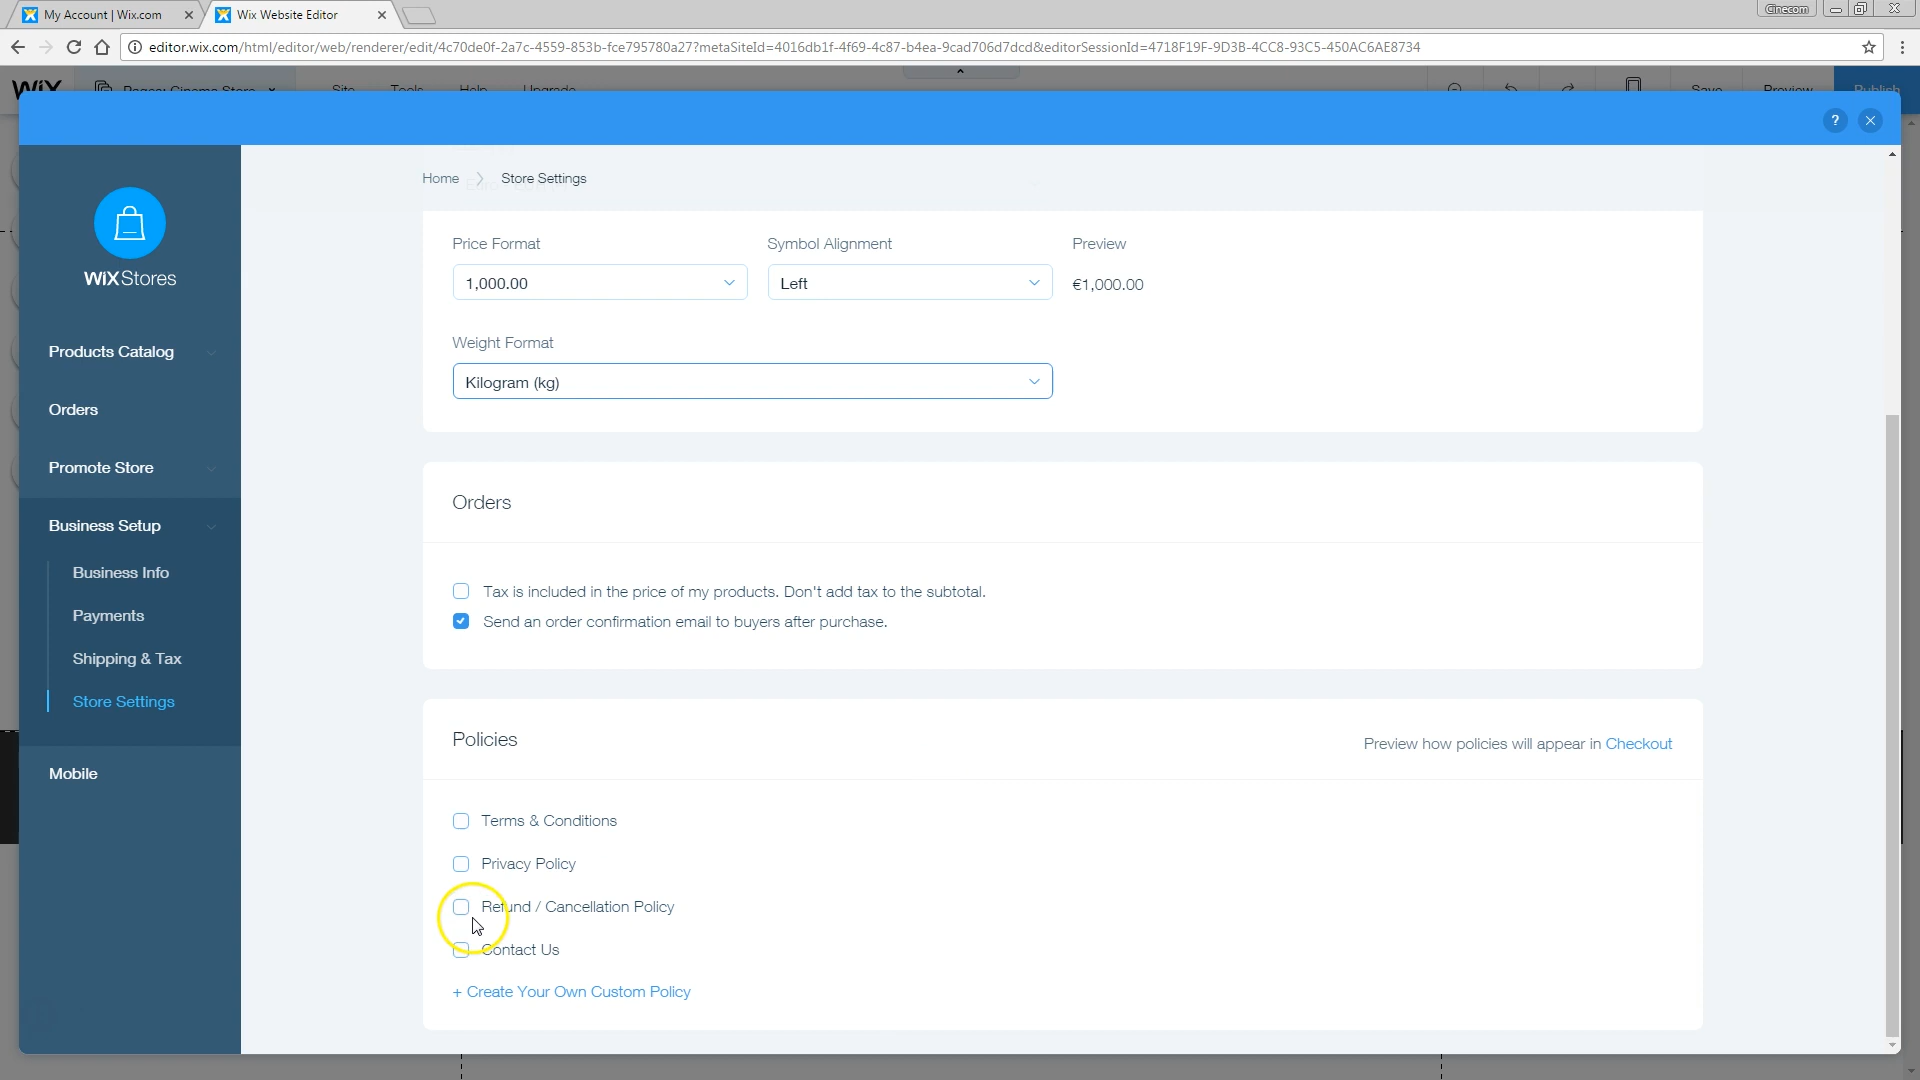 My Account | Wix.com
Wix Website Editor
Cinecom
editor.wix.com/html/editor/web/renderer/edit/4c70de0f-2a7c-4559-853b-fce795780a27?metaSiteId=4016db1f-4f69-4c87-b4ea-9cad706d7dcd&editorSessionId=4718F19F-9D3B-4CC8-93C5-450AC6AE8734
WiX
Pages: Cinema Store
Site
Tools
Help
Upgrade
Save
Preview
Publish
?
Home
Store Settings
WiXStores
Products Catalog
Orders
Promote Store
Business Setup
Business Info
Payments
Shipping & Tax
Store Settings
Mobile
Price Format
Symbol Alignment
Preview
1,000.00
Left
€1,000.00
Weight Format
Kilogram (kg)
Orders
Tax is included in the price of my products. Don't add tax to the subtotal.
Send an order confirmation email to buyers after purchase.
Policies
Preview how policies will appear in Checkout
Terms & Conditions
Privacy Policy
Refund / Cancellation Policy
Contact Us
+ Create Your Own Custom Policy